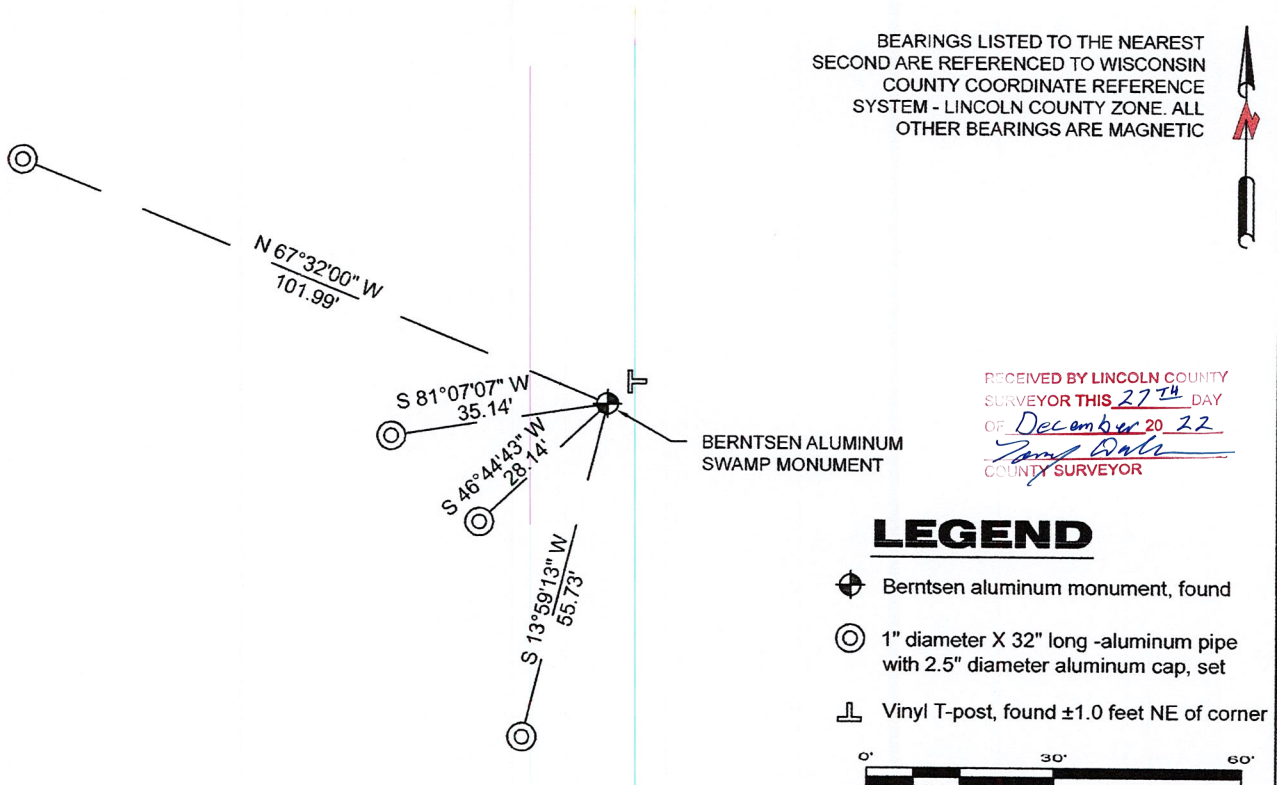 BEARINGS LISTED TO THE NEAREST
SECOND ARE REFERENCED TO WISCONSIN
COUNTY COORDINATE REFERENCE
SYSTEM - LINCOLN COUNTY ZONE. ALL
OTHER BEARINGS ARE MAGNETIC
N
N 67°32'00" W
101.99'
S 81°07'07" W
35.14'
S 46°44'43" W
28.14'
S 13°59'13" W
55.73'
BERNTSEN ALUMINUM
SWAMP MONUMENT
RECEIVED BY LINCOLN COUNTY
SURVEYOR THIS 27TH DAY
OF December 20 22
COUNTY SURVEYOR
LEGEND
Berntsen aluminum monument, found
1" diameter X 32" long -aluminum pipe
with 2.5" diameter aluminum cap, set
Vinyl T-post, found ±1.0 feet NE of corner
0' 30' 60'